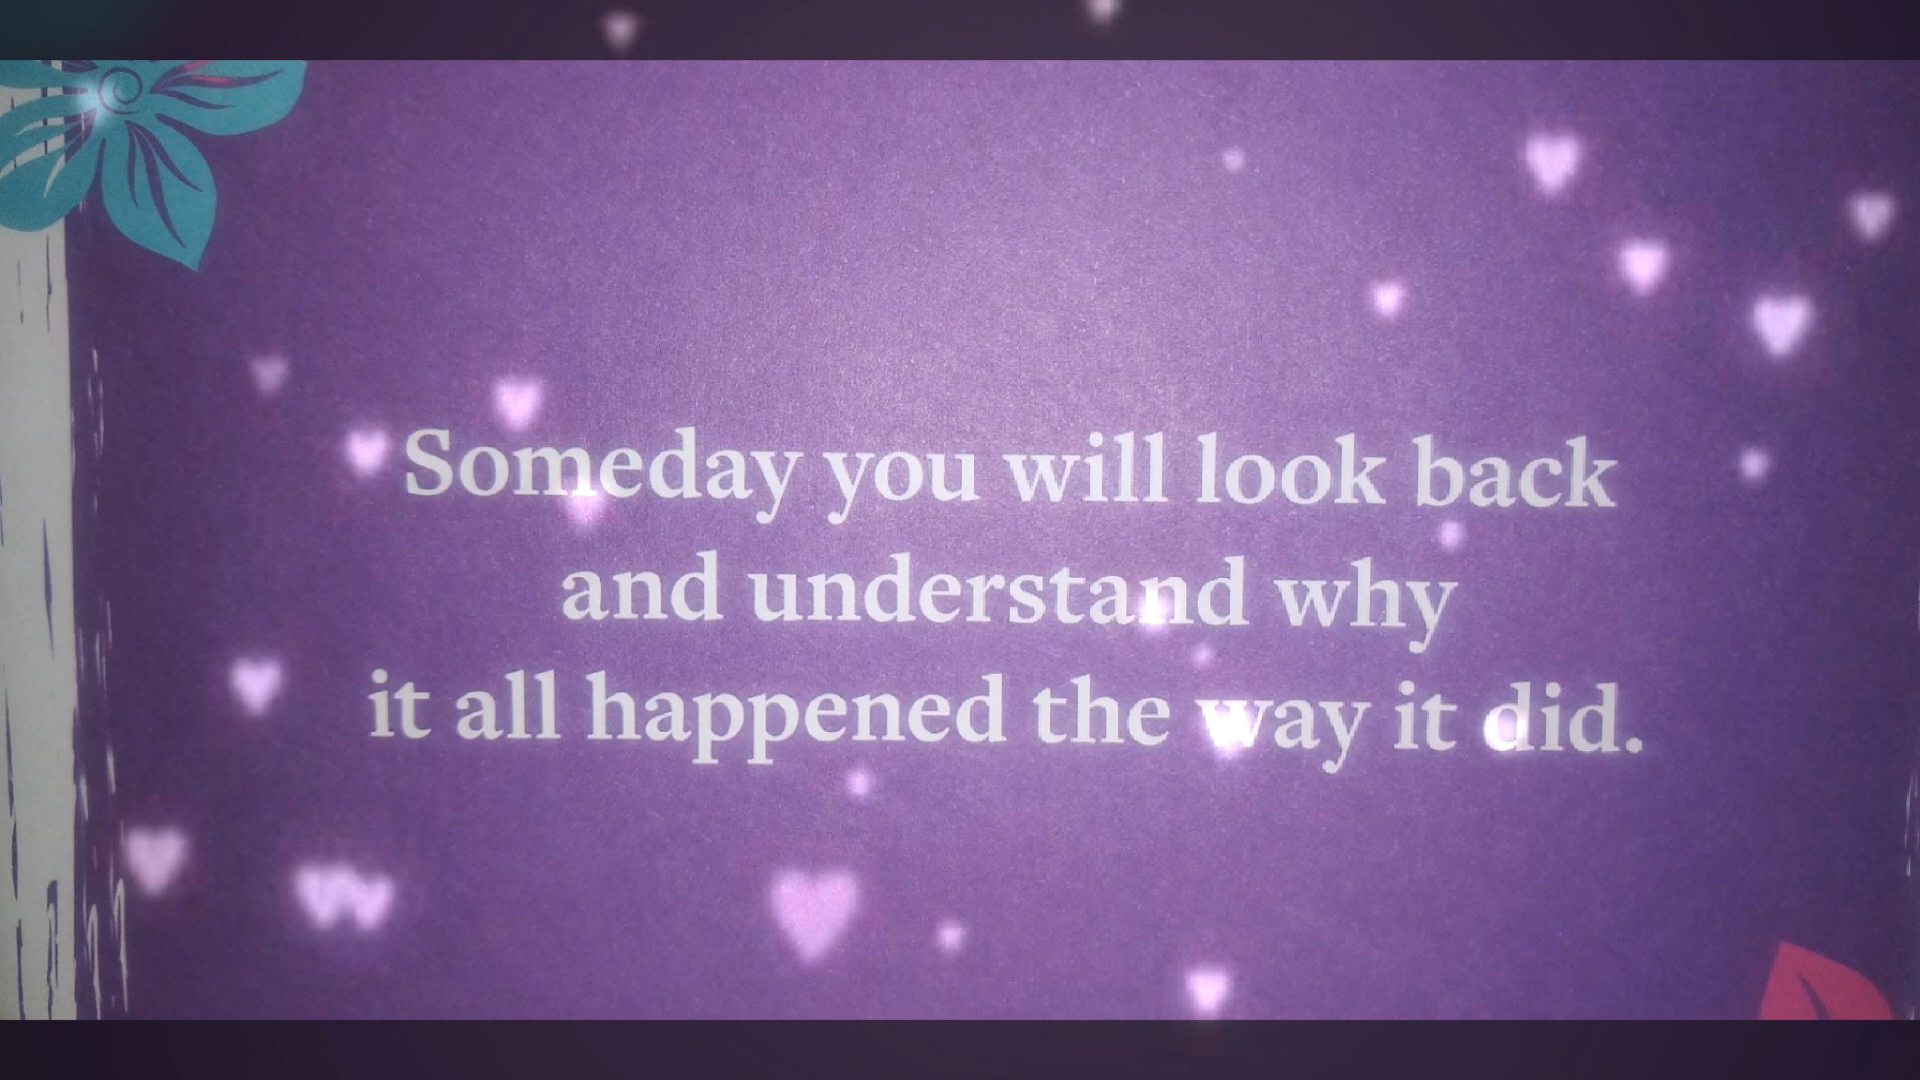 Someday you will look back
and understand why
it all happened the way it did.